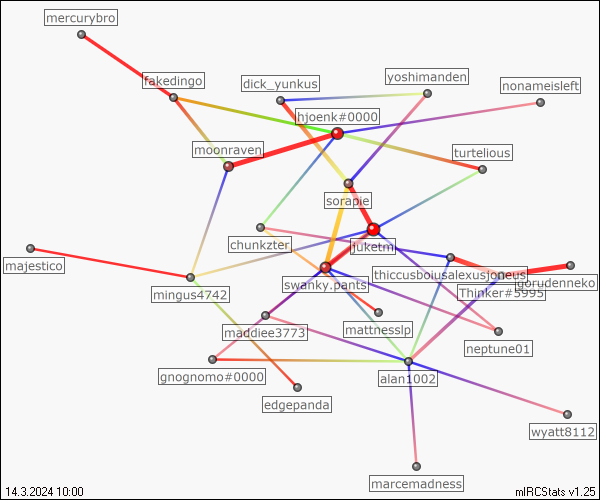 mercurybro
fakedingo
dick_yunkus
yoshimanden
nonameisleft
hjoenk#0000
moonraven
turtelious
sorapie
chunkzter
juketm
majestico
thiccusboiusalexusjoneus
gorudenneko
mingus4742
swanky.pants
Thinker#5995
maddiee3773
mattnesslp
neptune01
gnognomo#0000
alan1002
edgepanda
wyatt8112
marcemadness
14.3.2024 10:00
mIRCStats v1.25